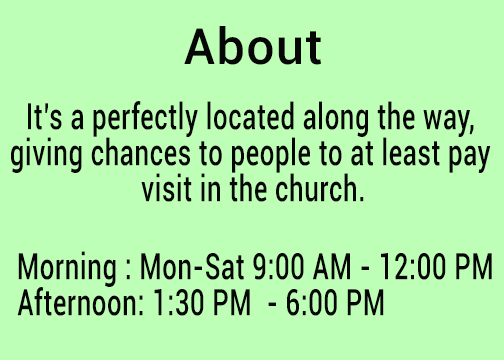 About
It's a perfectly located along the way,
giving chances to people to at least pay
visit in the church.
Morning : Mon-Sat 9:00 AM - 12:00 PM
Afternoon: 1:30 PM  - 6:00 PM